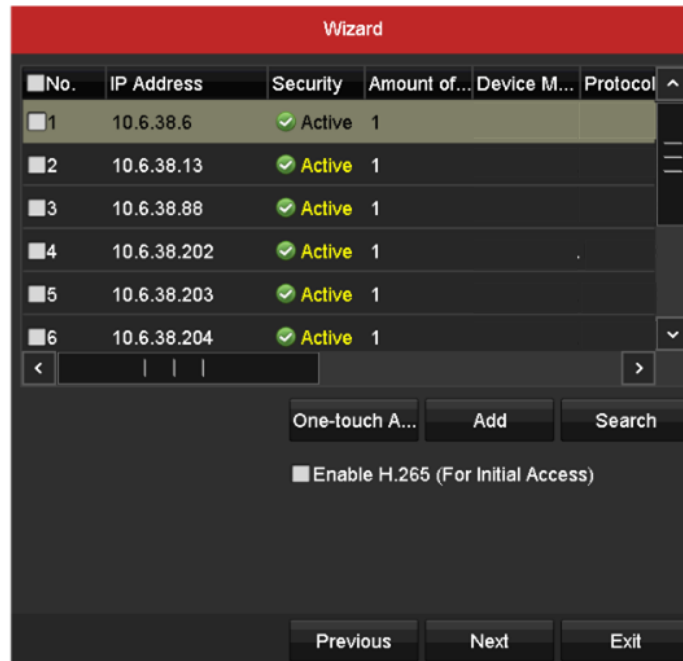 Wizard
No. IP Address Security Amount of... Device M... Protocol
1 10.6.38.6 Active 1
2 10.6.38.13 Active 1
3 10.6.38.88 Active 1
4 10.6.38.202 Active 1
5 10.6.38.203 Active 1
6 10.6.38.204 Active 1
One-touch A... Add Search
Enable H.265 (For Initial Access)
Previous Next Exit